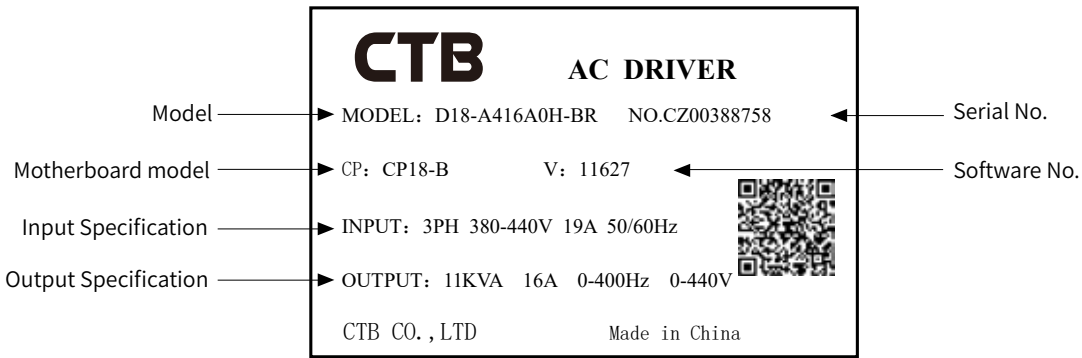 CTB
AC DRIVER
Model
MODEL: D18-A416A0H-BR NO.CZ00388758
Serial No.
Motherboard model
CP: CP18-B V: 11627
Software No.
Input Specification
INPUT: 3PH 380-440V 19A 50/60Hz
Output Specification
OUTPUT: 11KVA 16A 0-400Hz 0-440V
CTB CO.,LTD Made in China